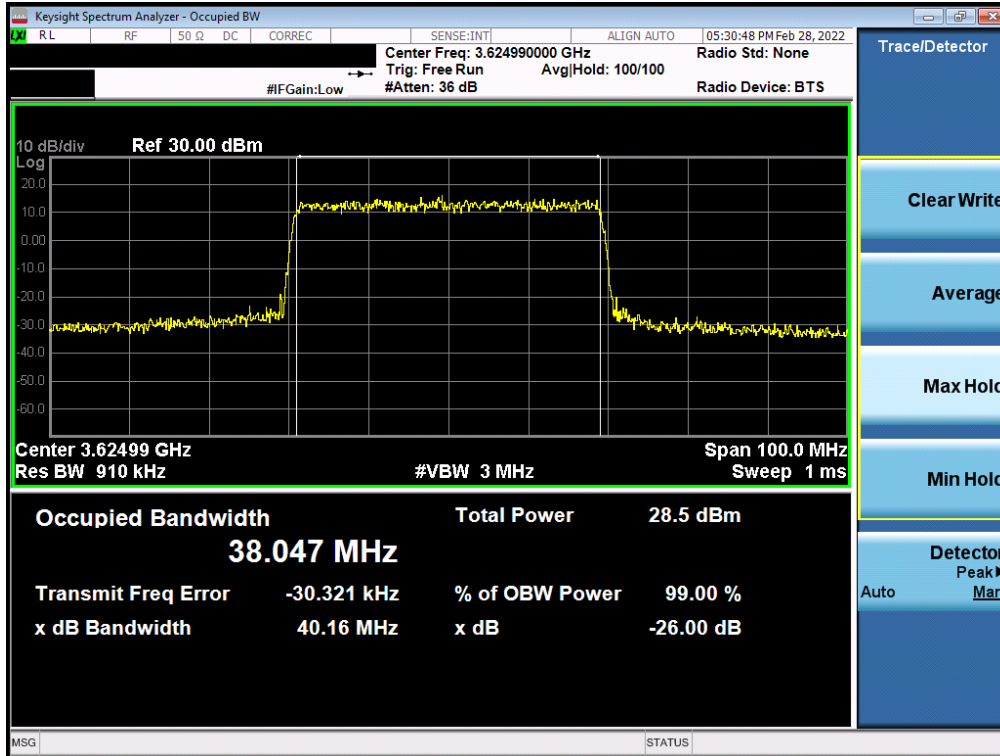 Keysight Spectrum Analyzer - Occupied BW
LXI RL RF 50 Ω DC CORREC SENSE:INT ALIGN AUTO 05:30:48 PM Feb 28, 2022
Center Freq: 3.624990000 GHz Radio Std: None
Trig: Free Run Avg|Hold: 100/100
#IFGain:Low #Atten: 36 dB Radio Device: BTS
10 dB/div Ref 30.00 dBm
Log
20.0
10.0
0.00
-10.0
-20.0
-30.0
-40.0
-50.0
-60.0
Center 3.62499 GHz Span 100.0 MHz
Res BW 910 kHz #VBW 3 MHz Sweep 1 ms
Occupied Bandwidth Total Power 28.5 dBm
38.047 MHz
Transmit Freq Error -30.321 kHz % of OBW Power 99.00 %
x dB Bandwidth 40.16 MHz x dB -26.00 dB
MSG STATUS
Trace/Detector
Clear Write
Average
Max Hold
Min Hold
Detector
Peak
Auto Man